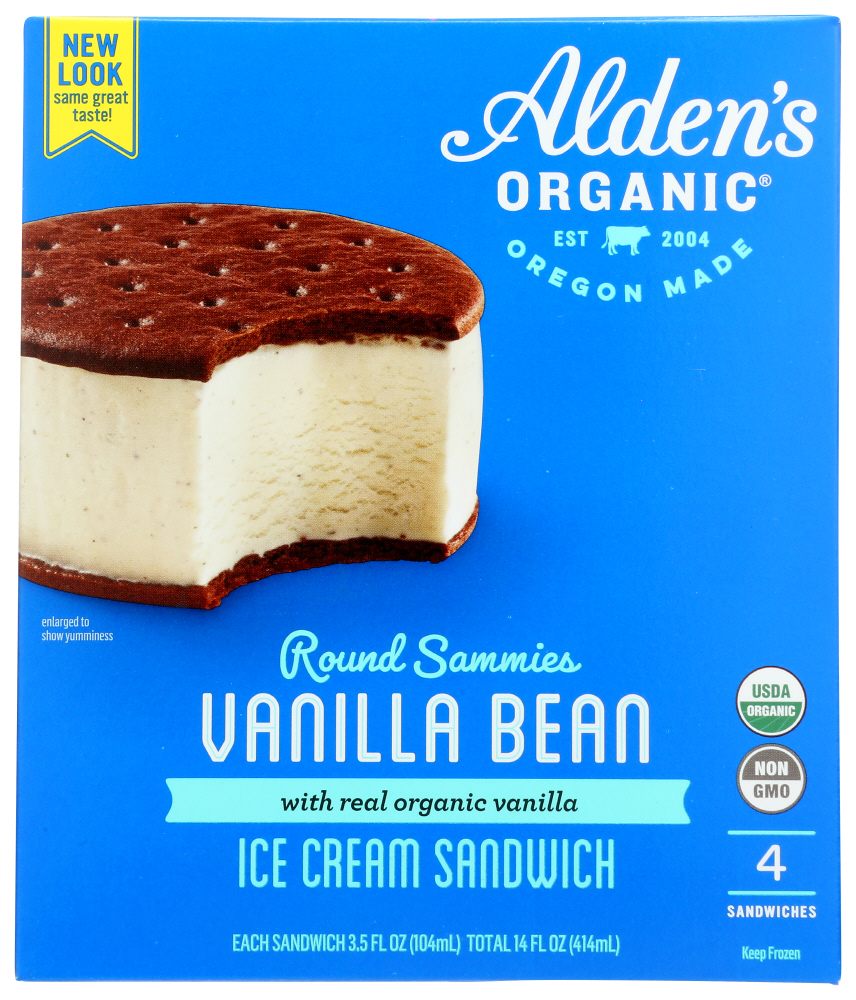 NEW
LOOK
same great
taste!
Alden's
ORGANIC®
EST 2004
OREGON MADE
enlarged to
show yumminess
Round Sammies
VANILLA BEAN
with real organic vanilla
ICE CREAM SANDWICH
EACH SANDWICH 3.5 FL OZ (104mL) TOTAL 14 FL OZ (414mL)
USDA
ORGANIC
NON
GMO
4
SANDWICHES
Keep Frozen